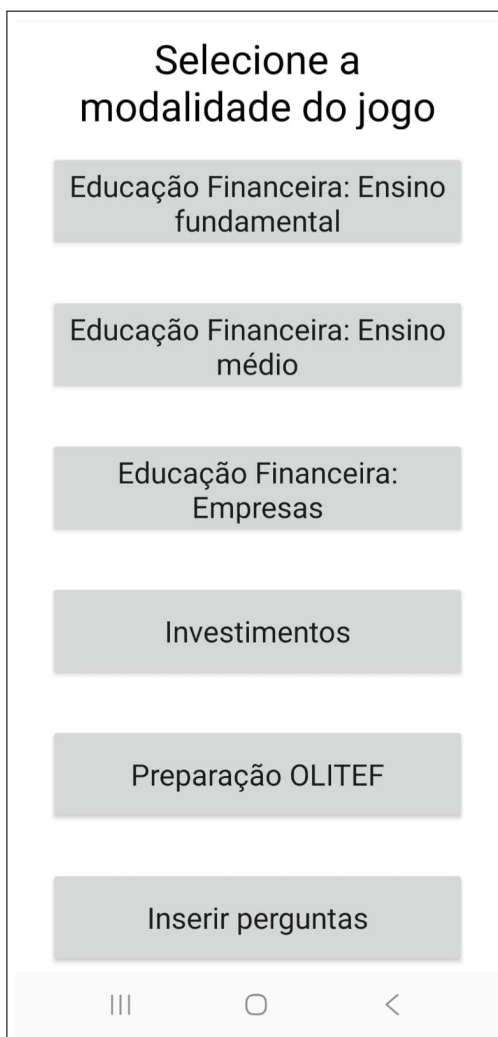 Selecione a
modalidade do jogo
Educação Financeira: Ensino
fundamental
Educação Financeira: Ensino
médio
Educação Financeira:
Empresas
Investimentos
Preparação OLITEF
Inserir perguntas